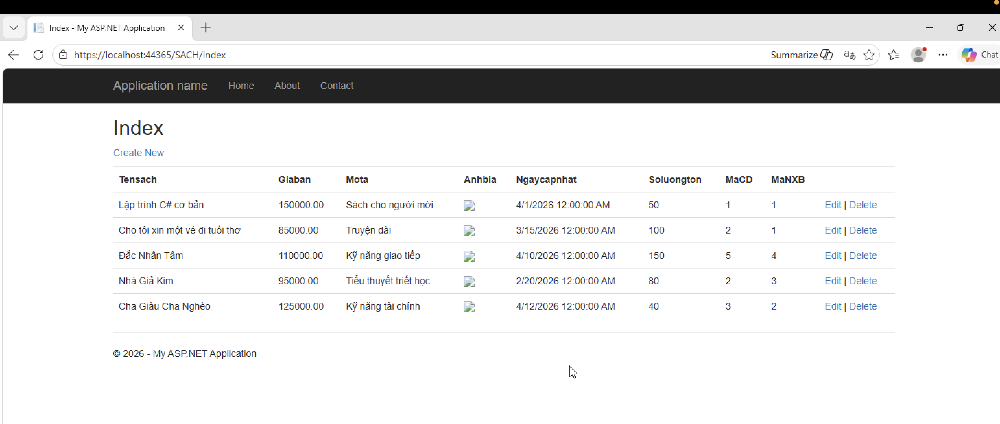 Index - My ASP.NET Application
https://localhost:44365/SACH/Index Summarize aあ Chat
Application name Home About Contact
Index
Create New
Tensach Giaban Mota Anhbia Ngaycapnhat Soluongton MaCD MaNXB
Lập trình C# cơ bản 150000.00 Sách cho người mới 4/1/2026 12:00:00 AM 50 1 1 Edit | Delete
Cho tôi xin một vé đi tuổi thơ 85000.00 Truyện dài 3/15/2026 12:00:00 AM 100 2 1 Edit | Delete
Đắc Nhân Tâm 110000.00 Kỹ năng giao tiếp 4/10/2026 12:00:00 AM 150 5 4 Edit | Delete
Nhà Giả Kim 95000.00 Tiểu thuyết triết học 2/20/2026 12:00:00 AM 80 2 3 Edit | Delete
Cha Giàu Cha Nghèo 125000.00 Kỹ năng tài chính 4/12/2026 12:00:00 AM 40 3 2 Edit | Delete
© 2026 - My ASP.NET Application